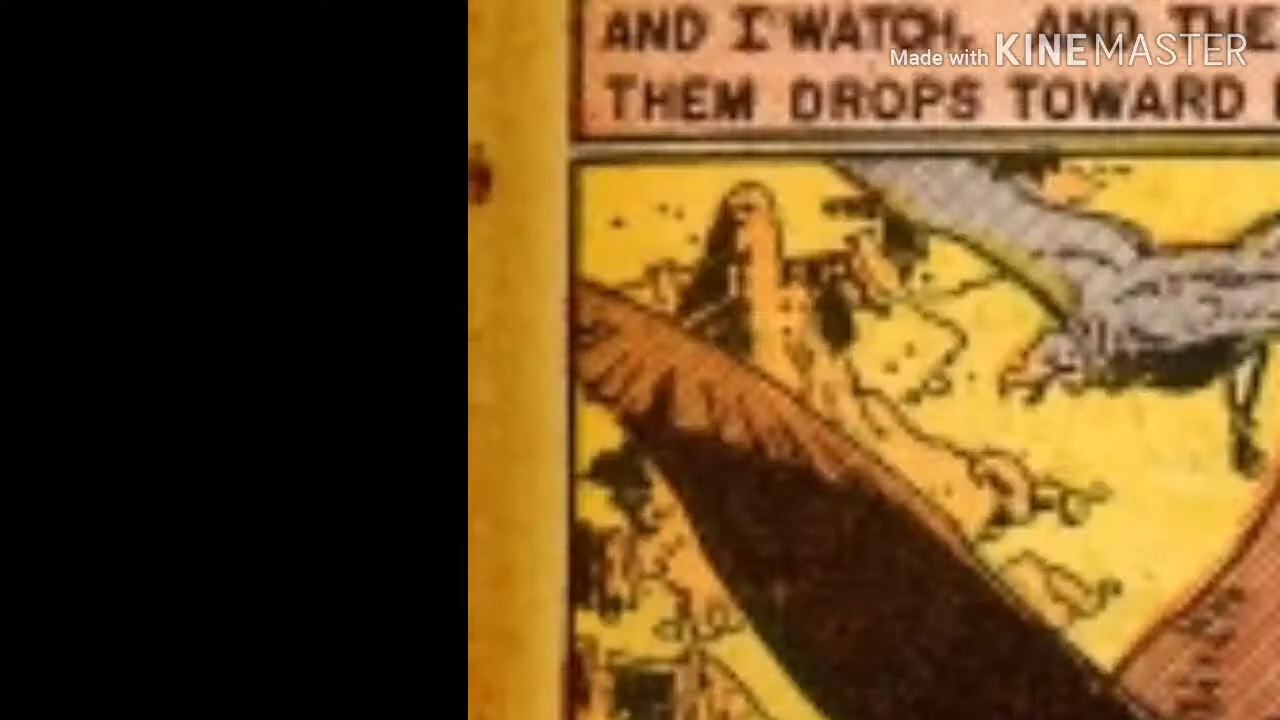 AND I WATCH. AND THE
Made with KINEMASTER
THEM DROPS TOWARD